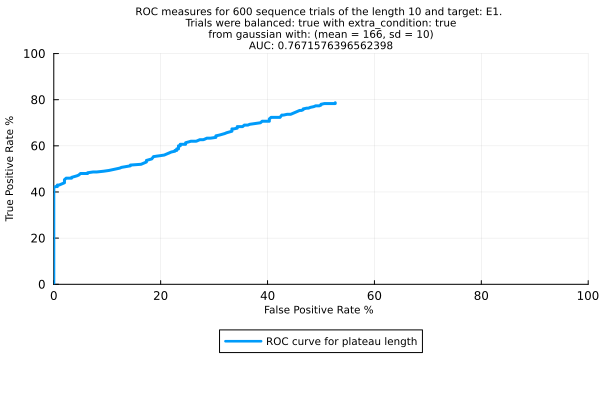 ROC measures for 600 sequence trials of the length 10 and target: E1.
Trials were balanced: true with extra_condition: true
from gaussian with: (mean = 166, sd = 10)
AUC: 0.7671576396562398
100
80
60
40
20
0
True Positive Rate %
0 20 40 60 80 100
False Positive Rate %
ROC curve for plateau length